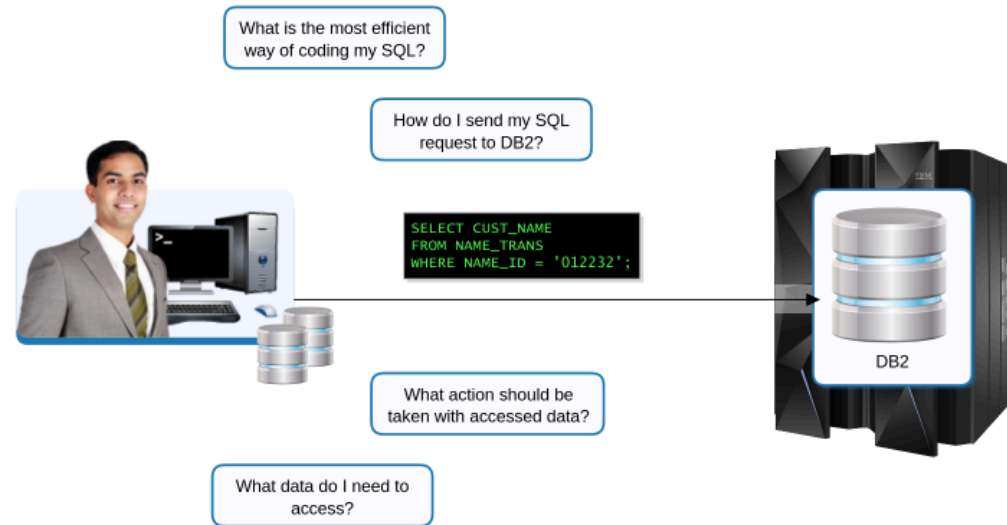 What is the most efficient
way of coding my SQL?
How do I send my SQL
request to DB2?
IBM
>_
SELECT CUST_NAME
FROM NAME_TRANS
WHERE NAME_ID = '012232';
DB2
What action should be
taken with accessed data?
What data do I need to
access?